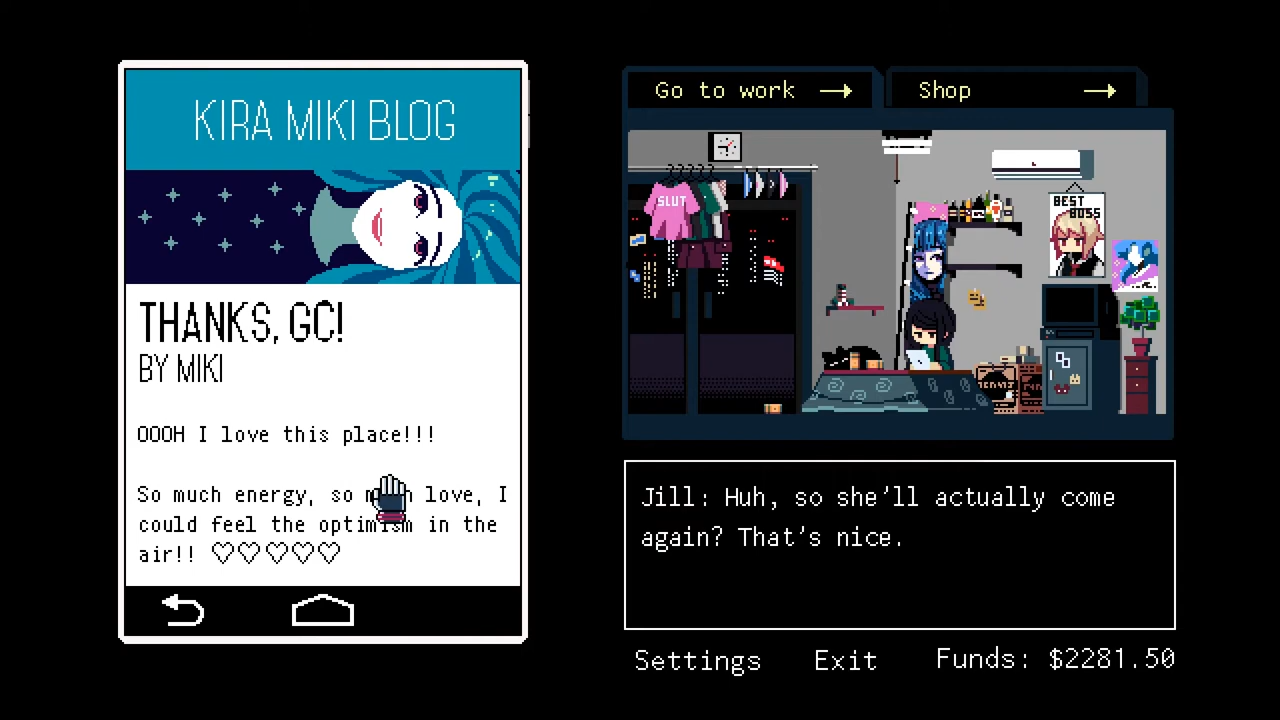 KIRA MIKI BLOG
THANKS, GC!
BY MIKI
OOOH I love this place!!!
So much energy, so much love, I
could feel the optimism in the
air!! ♡♡♡♡♡
Go to work →
Shop →
SLUT
BEST
BOSS
Jill: Huh, so she'll actually come
again? That's nice.
Settings
Exit
Funds: $2281.50